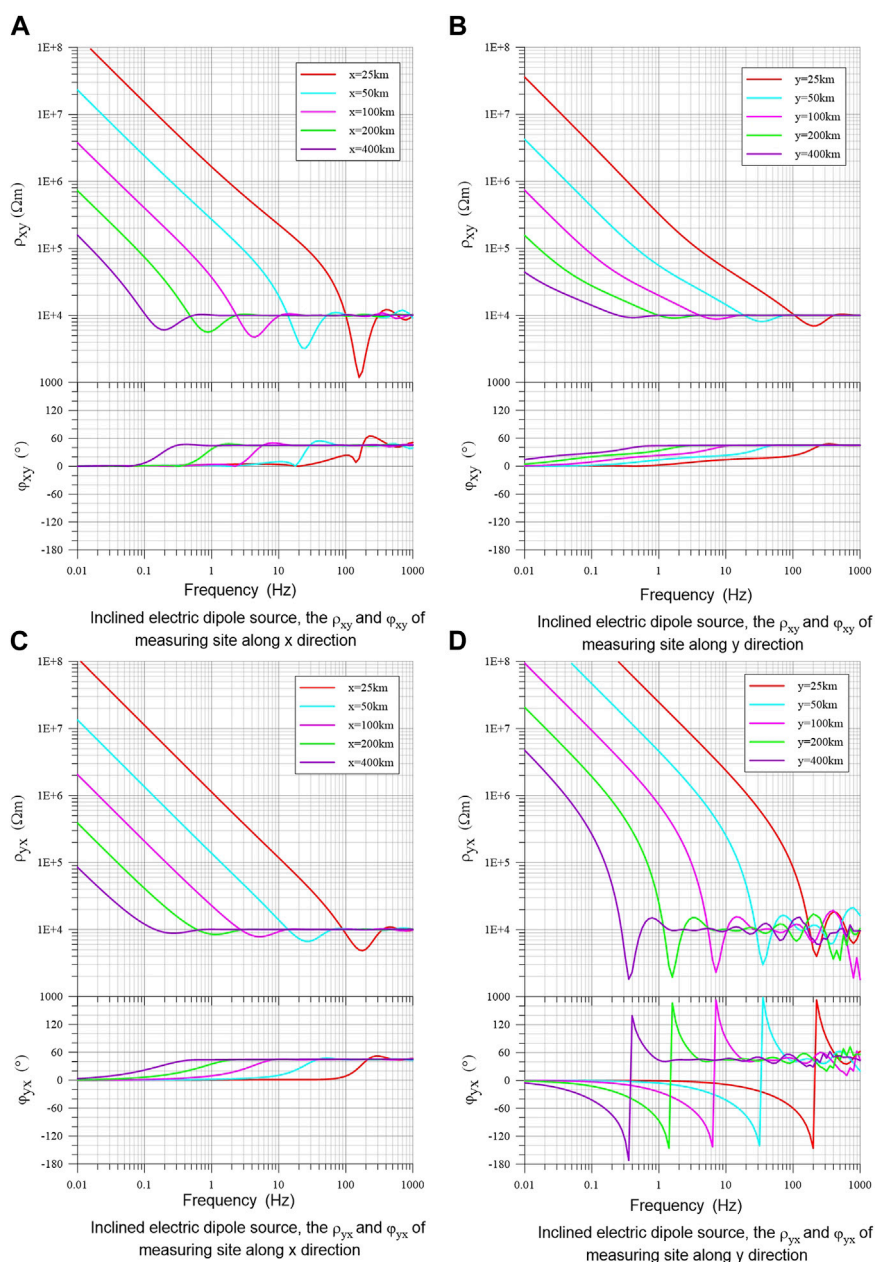 A
1E+8
1E+7
1E+6
1E+5
1E+4
1000
ρxy (Ωm)
x=25km
x=50km
x=100km
x=200km
x=400km
120
60
0
-60
-120
-180
φxy (°)
0.01 0.1 1 10 100 1000
Frequency (Hz)
Inclined electric dipole source, the ρxy and φxy of
measuring site along x direction
B
1E+8
1E+7
1E+6
1E+5
1E+4
1000
ρxy (Ωm)
y=25km
y=50km
y=100km
y=200km
y=400km
120
60
0
-60
-120
-180
φxy (°)
0.01 0.1 1 10 100 1000
Frequency (Hz)
Inclined electric dipole source, the ρxy and φxy of
measuring site along y direction
C
1E+8
1E+7
1E+6
1E+5
1E+4
1000
ρyx (Ωm)
x=25km
x=50km
x=100km
x=200km
x=400km
120
60
0
-60
-120
-180
φyx (°)
0.01 0.1 1 10 100 1000
Frequency (Hz)
Inclined electric dipole source, the ρyx and φyx of
measuring site along x direction
D
1E+8
1E+7
1E+6
1E+5
1E+4
1000
ρyx (Ωm)
y=25km
y=50km
y=100km
y=200km
y=400km
120
60
0
-60
-120
-180
φyx (°)
0.01 0.1 1 10 100 1000
Frequency (Hz)
Inclined electric dipole source, the ρyx and φyx of
measuring site along y direction